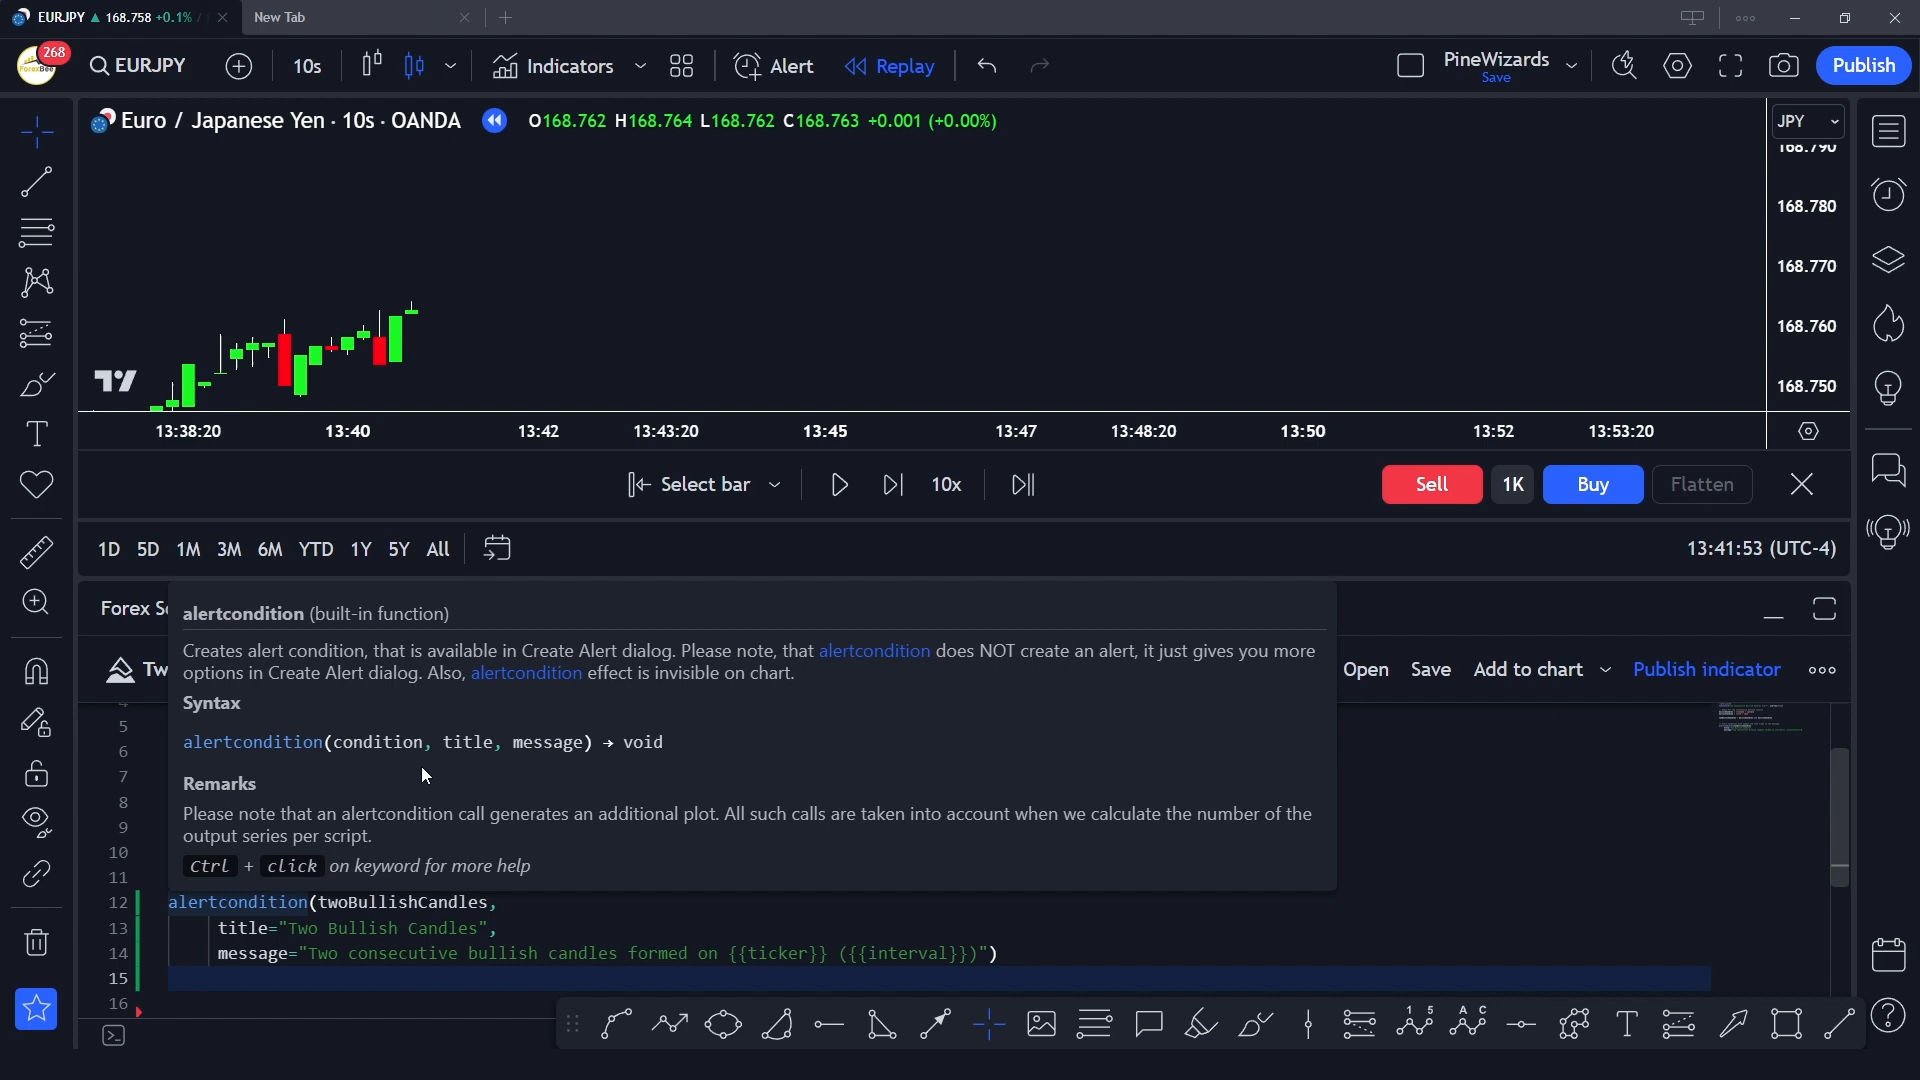 EURJPY ▲ 168.758 +0.1% /
New Tab
268
ForexBee
EURJPY
10s
Indicators
Alert
Replay
PineWizards
Save
Publish
Euro / Japanese Yen · 10s · OANDA
O168.762 H168.764 L168.762 C168.763 +0.001 (+0.00%)
JPY
168.790
168.780
168.770
168.760
168.750
13:38:20
13:40
13:42
13:43:20
13:45
13:47
13:48:20
13:50
13:52
13:53:20
Select bar
10x
Sell
1K
Buy
Flatten
1D 5D 1M 3M 6M YTD 1Y 5Y All
13:41:53 (UTC-4)
Forex Sc
alertcondition (built-in function)
Creates alert condition, that is available in Create Alert dialog. Please note, that alertcondition does NOT create an alert, it just gives you more
options in Create Alert dialog. Also, alertcondition effect is invisible on chart.
Tw
Open
Save
Add to chart
Publish indicator
Syntax
alertcondition(condition, title, message) → void
Remarks
Please note that an alertcondition call generates an additional plot. All such calls are taken into account when we calculate the number of the
output series per script.
Ctrl + click on keyword for more help
4
5
6
7
8
9
10
11
12 alertcondition(twoBullishCandles,
13 title="Two Bullish Candles",
14 message="Two consecutive bullish candles formed on {{ticker}} ({{interval}})")
15
16
1 5
A C